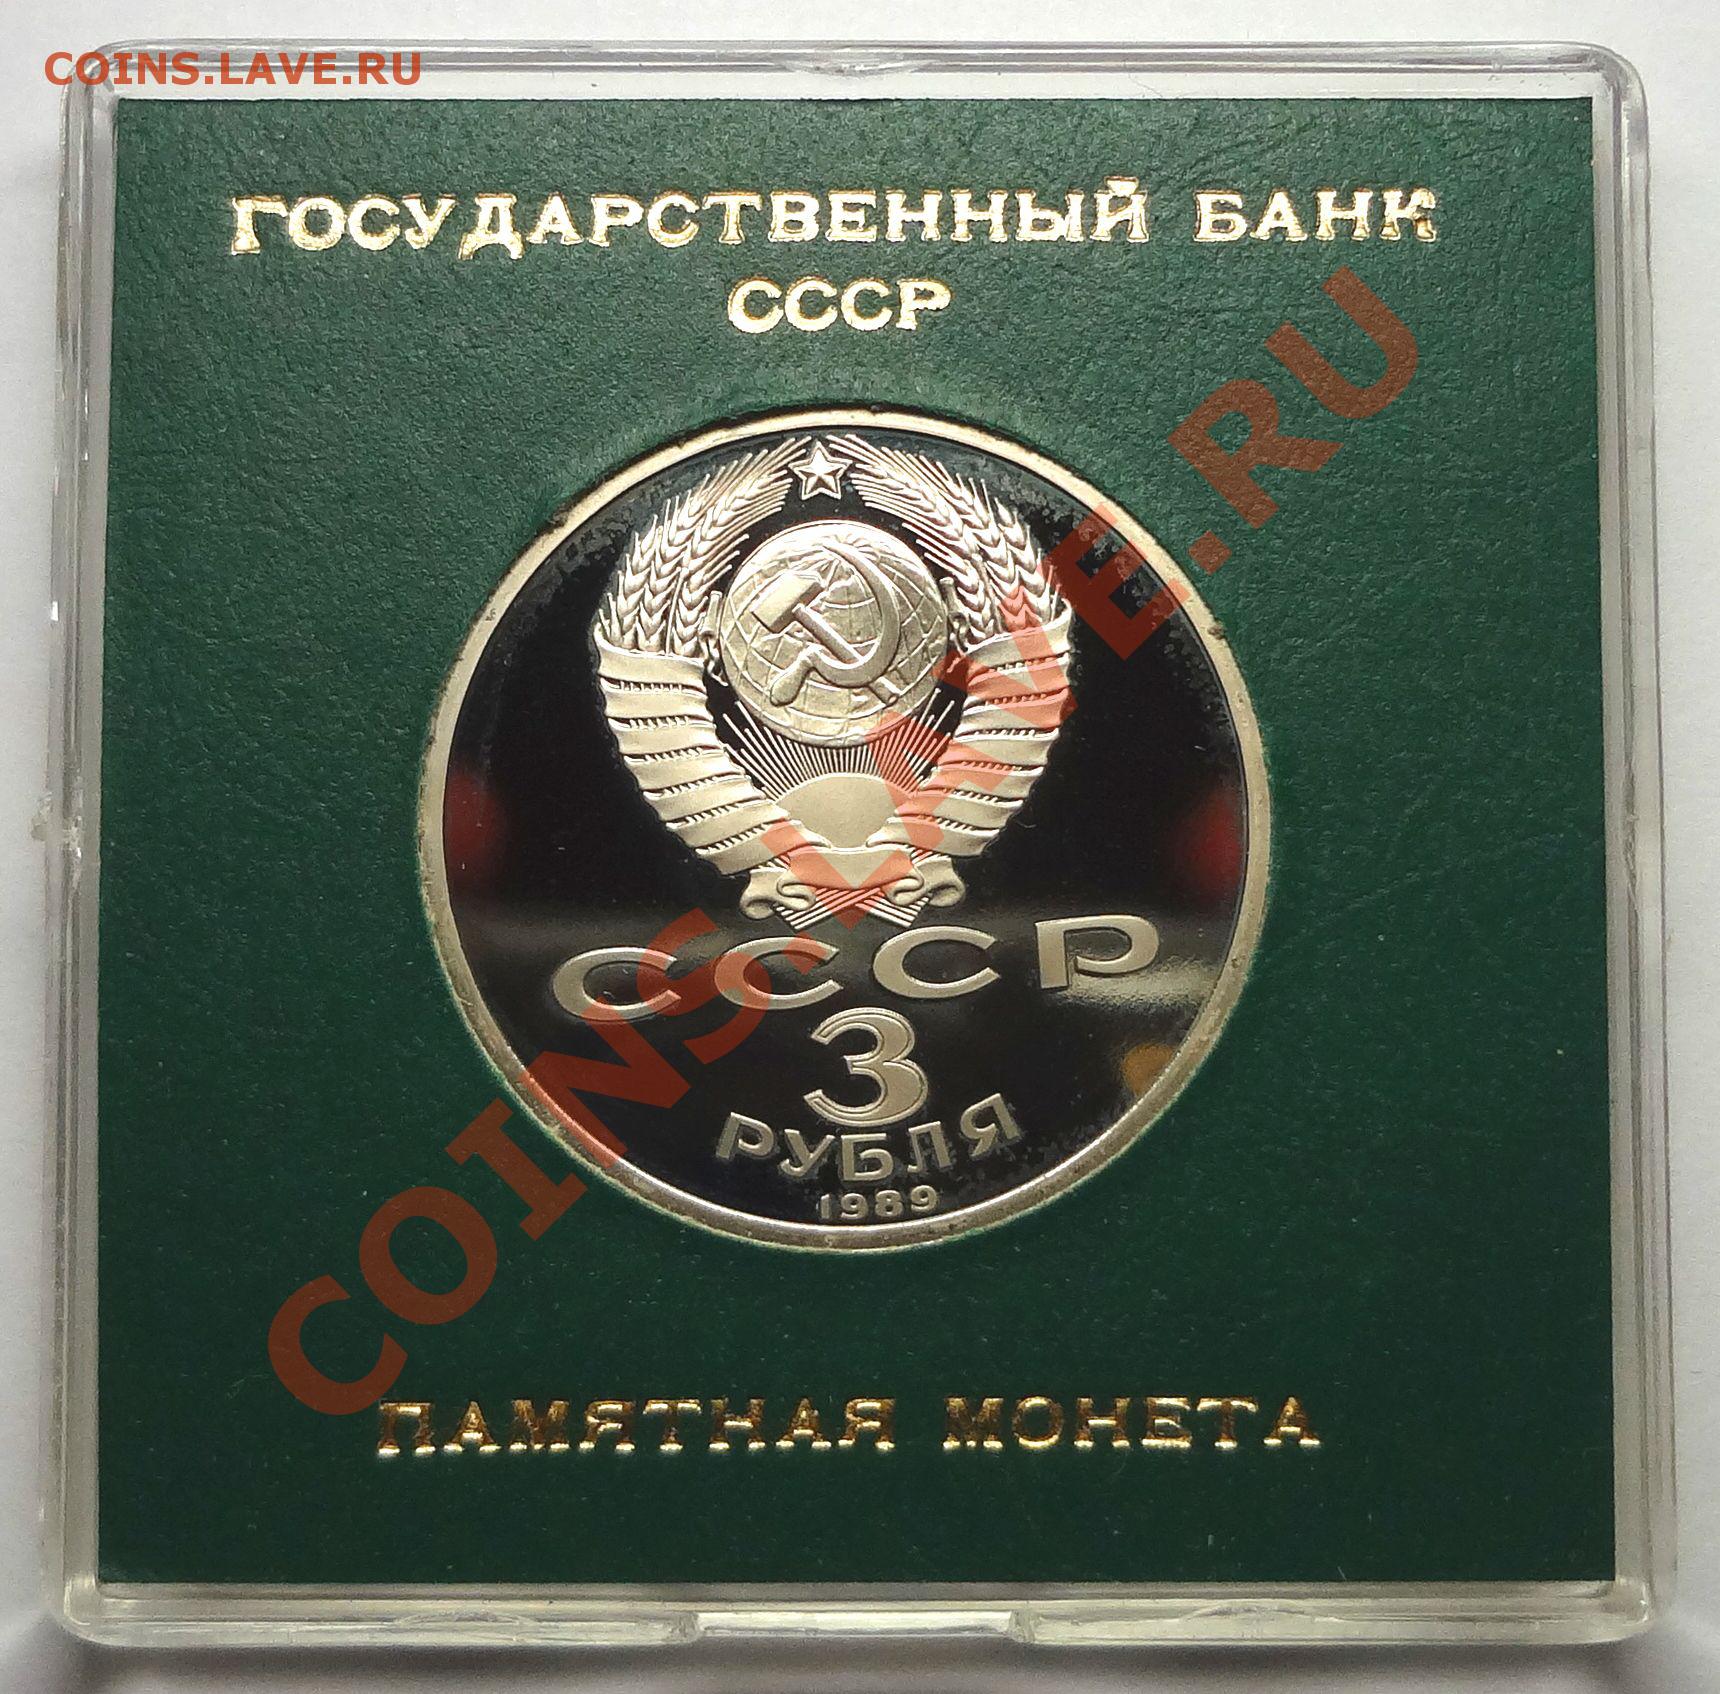 COINS.LAVE.RU
ГОСУДАРСТВЕННЫЙ БАНК
СССР
COINS.LAVE.RU
СССР
3
РУБЛЯ
1989
ПАМЯТНАЯ МОНЕТА